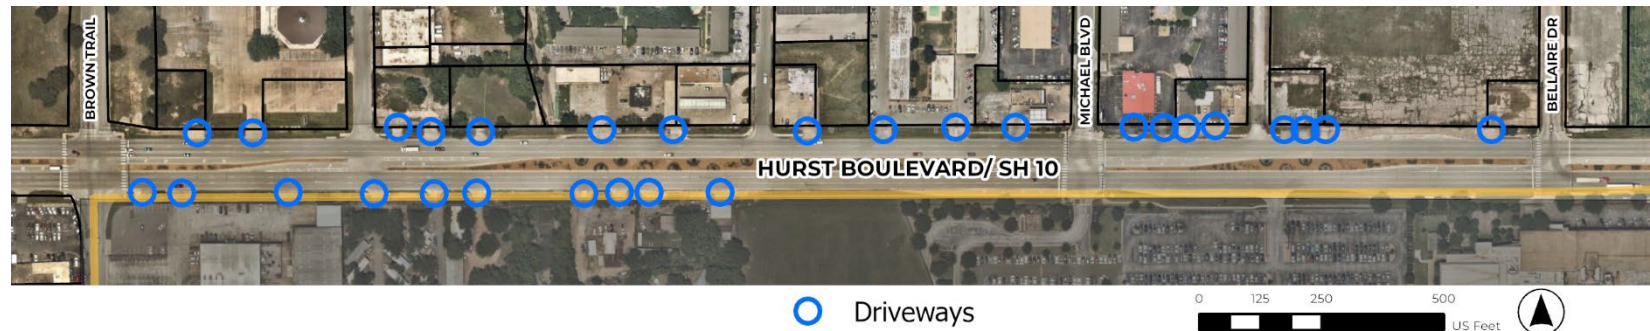 BROWN TRAIL
MICHAEL BLVD
BELLAIRE DR
HURST BOULEVARD/ SH 10
Driveways
0 125 250 500
US Feet